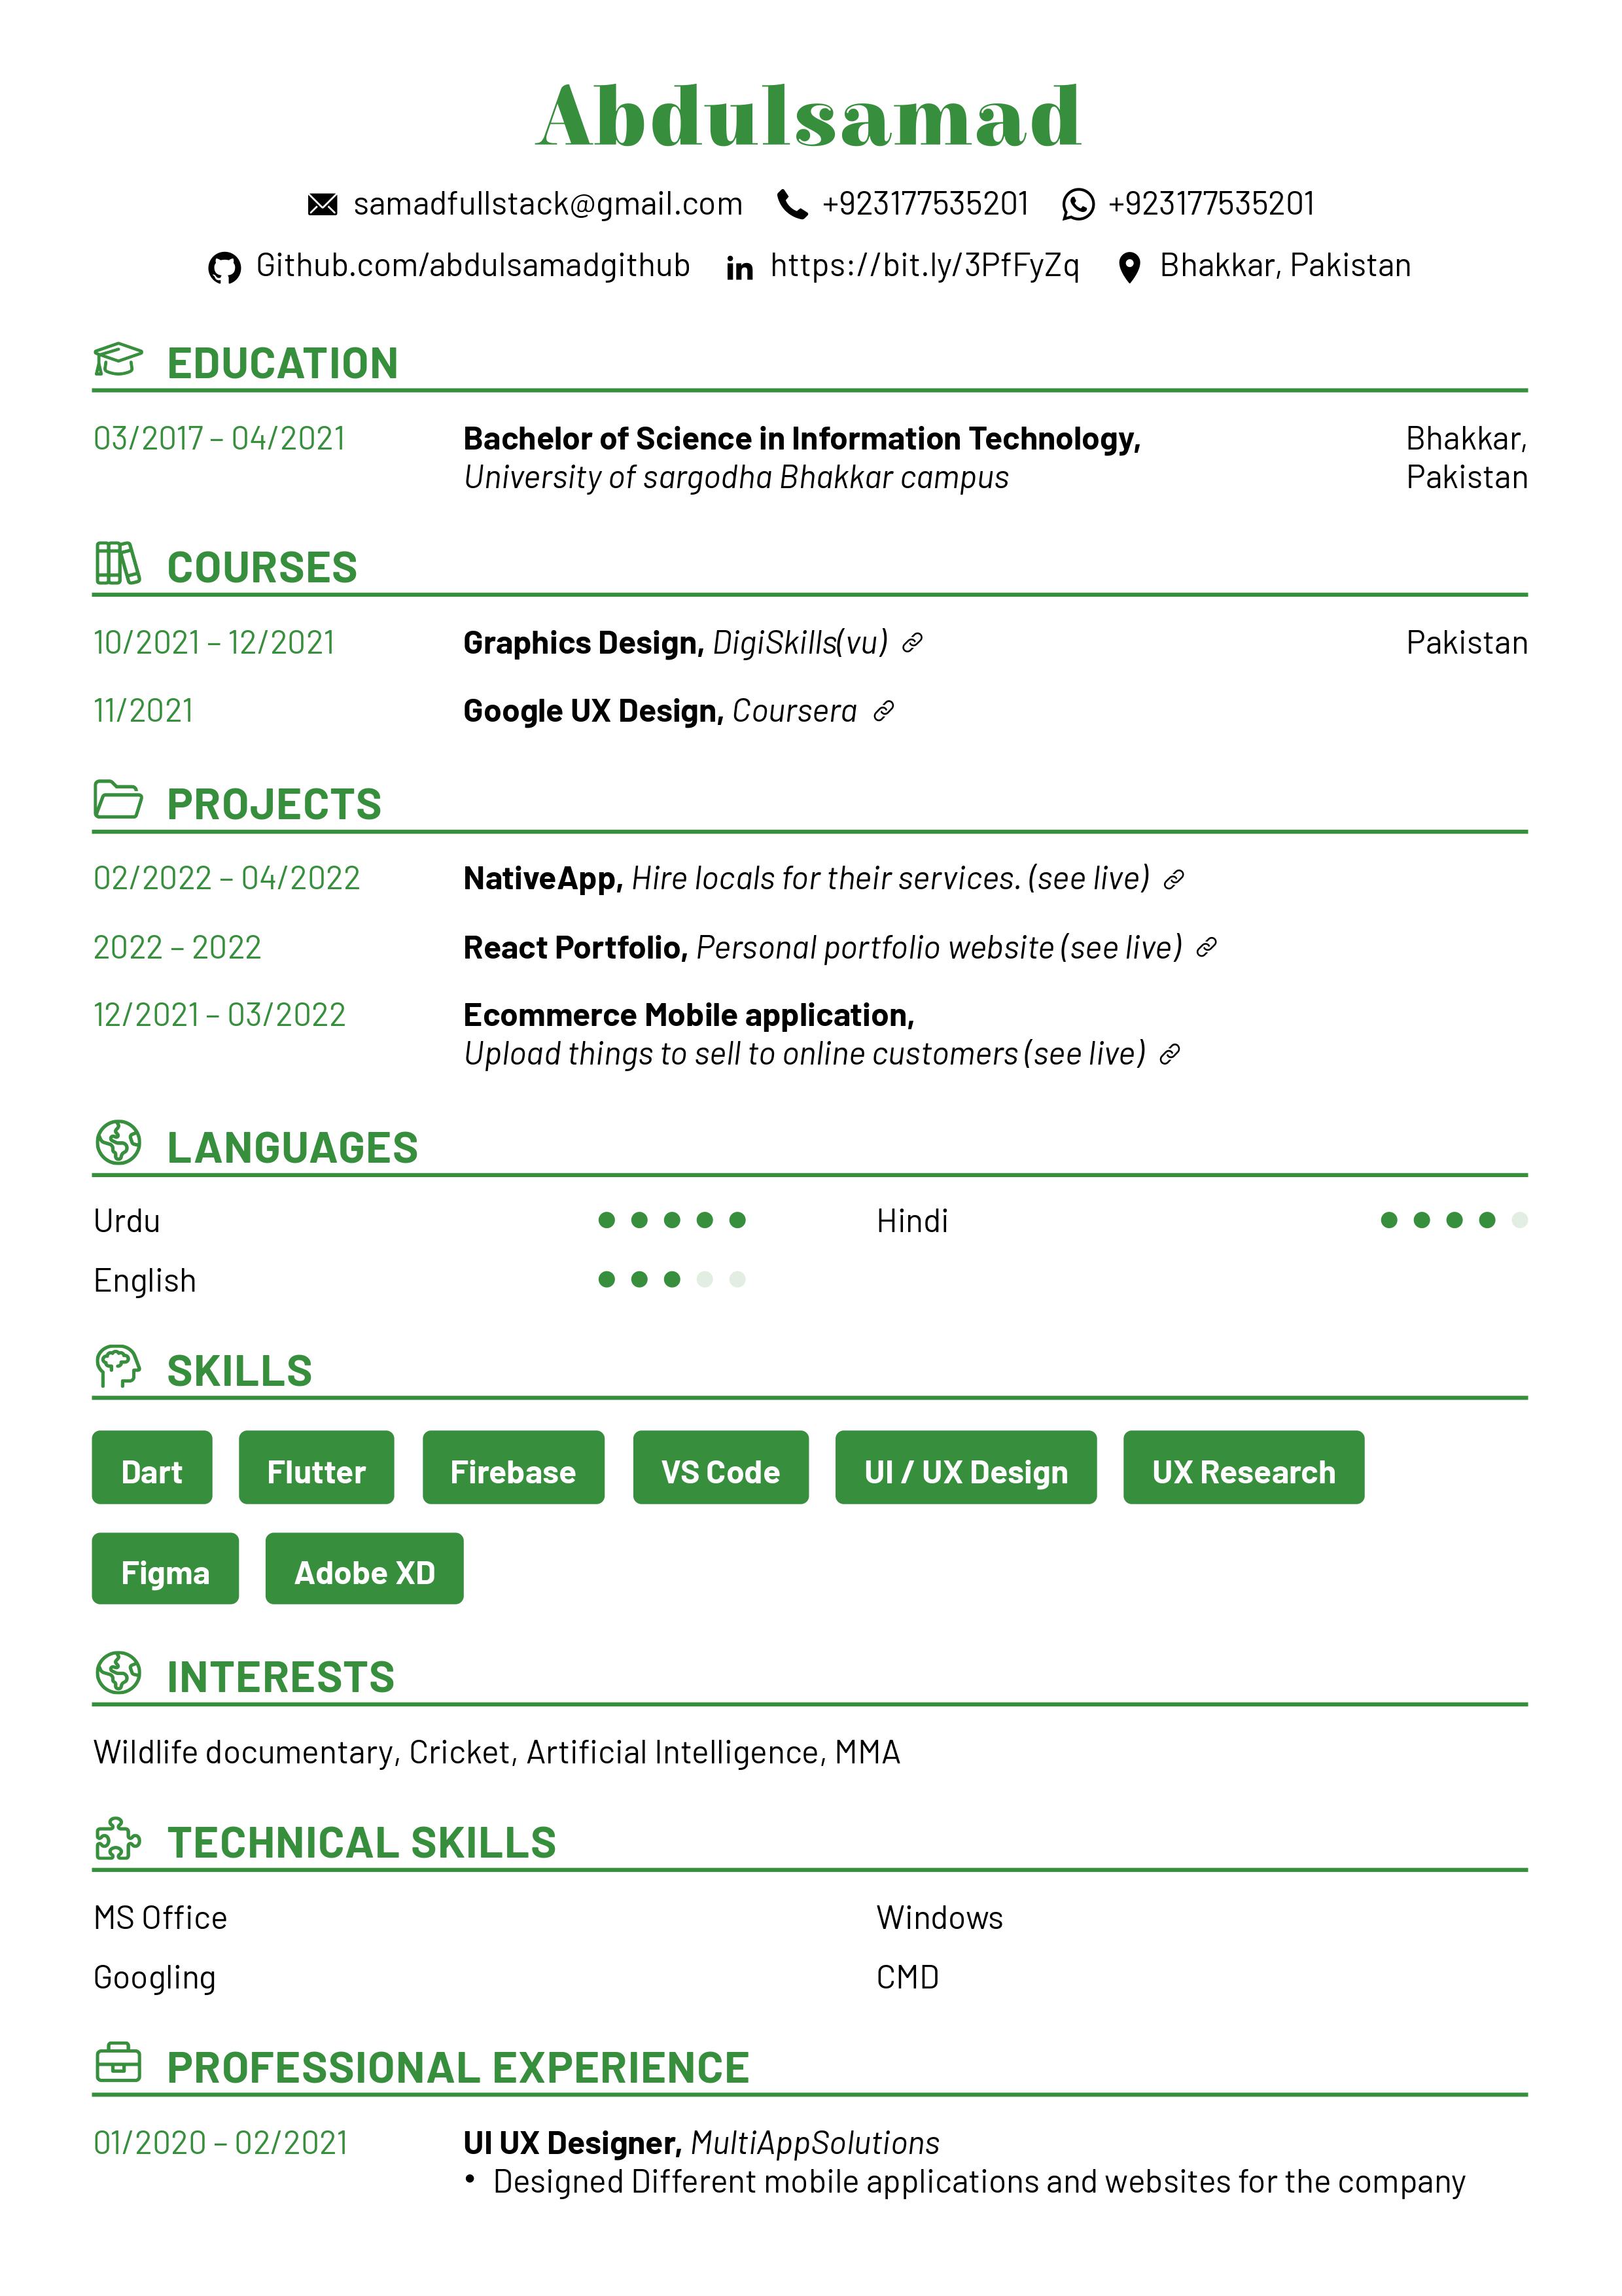 Abdulsamad
samadfullstack@gmail.com +923177535201 +923177535201
Github.com/abdulsamadgithub https://bit.ly/3PfFyZq Bhakkar, Pakistan
EDUCATION
03/2017 – 04/2021 Bachelor of Science in Information Technology, Bhakkar,
University of sargodha Bhakkar campus Pakistan
COURSES
10/2021 – 12/2021 Graphics Design, DigiSkills(vu) Pakistan
11/2021 Google UX Design, Coursera
PROJECTS
02/2022 – 04/2022 NativeApp, Hire locals for their services. (see live)
2022 – 2022 React Portfolio, Personal portfolio website (see live)
12/2021 – 03/2022 Ecommerce Mobile application,
Upload things to sell to online customers (see live)
LANGUAGES
Urdu Hindi
English
SKILLS
Dart Flutter Firebase VS Code UI / UX Design UX Research
Figma Adobe XD
INTERESTS
Wildlife documentary, Cricket, Artificial Intelligence, MMA
TECHNICAL SKILLS
MS Office Windows
Googling CMD
PROFESSIONAL EXPERIENCE
01/2020 – 02/2021 UI UX Designer, MultiAppSolutions
• Designed Different mobile applications and websites for the company